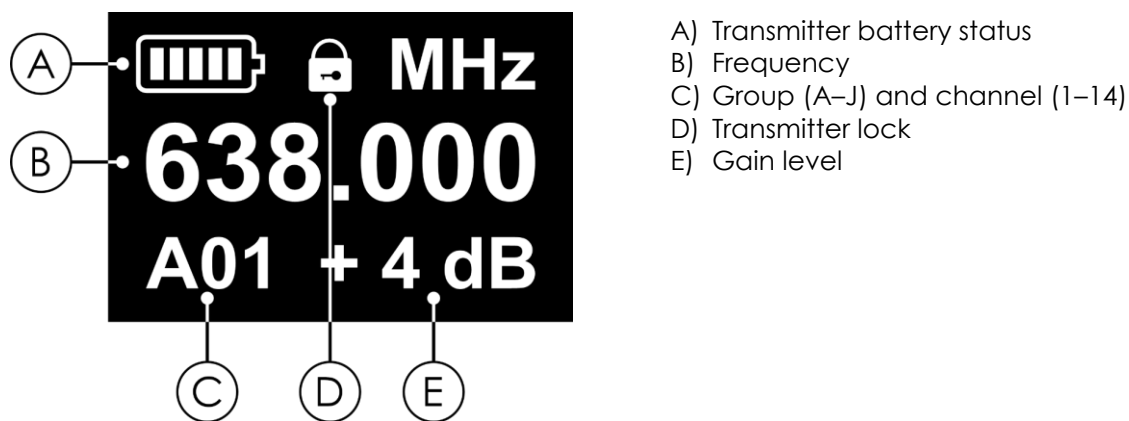 A
MHz
B
638.000
A01 + 4 dB
C D E
A) Transmitter battery status
B) Frequency
C) Group (A–J) and channel (1–14)
D) Transmitter lock
E) Gain level